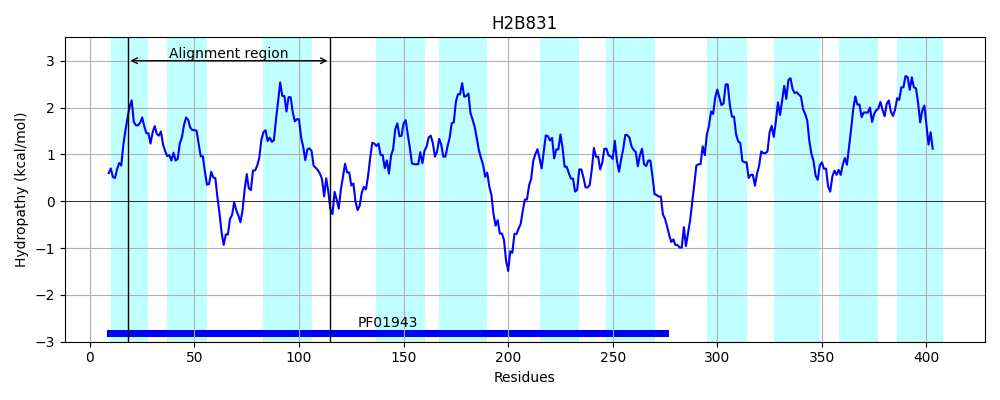 H2B831
Hydropathy (kcal/mol)
3
2
1
0
−1
−2
−3
Alignment region
PF01943
0 50 100 150 200 250 300 350 400
Residues